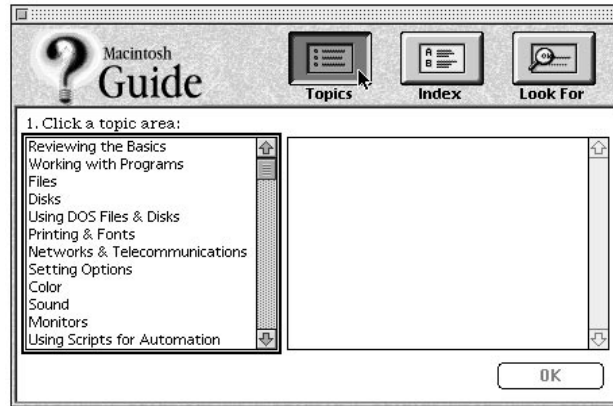 Macintosh
Guide
Topics
Index
Look For
1. Click a topic area:
Reviewing the Basics
Working with Programs
Files
Disks
Using DOS Files & Disks
Printing & Fonts
Networks & Telecommunications
Setting Options
Color
Sound
Monitors
Using Scripts for Automation
OK